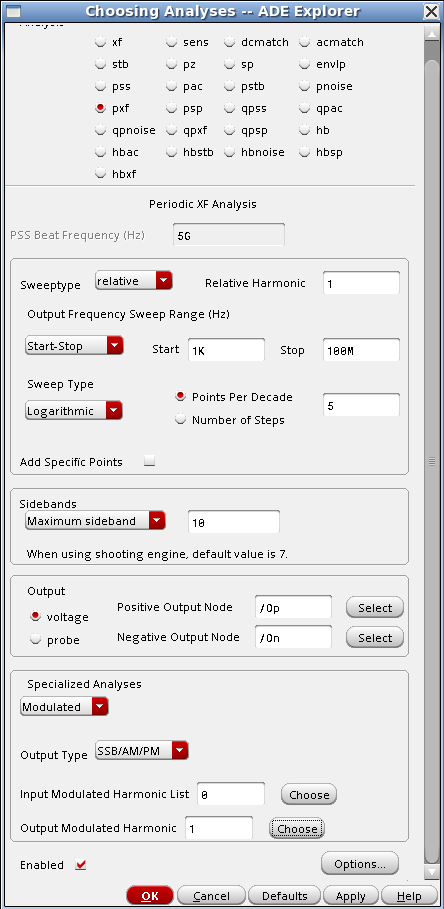 Choosing Analyses -- ADE Explorer
Analysis
xf sens dcmatch acmatch
stb pz sp envlp
pss pac pstb pnoise
pxf psp qpss qpac
qpnoise qpxf qpsp hb
hbac hbstb hbnoise hbsp
hbxf
Periodic XF Analysis
PSS Beat Frequency (Hz) 5G
Sweeptype relative Relative Harmonic 1
Output Frequency Sweep Range (Hz)
Start-Stop Start 1K Stop 100M
Sweep Type
Logarithmic
Points Per Decade 5
Number of Steps
Add Specific Points
Sidebands
Maximum sideband 10
When using shooting engine, default value is 7.
Output
voltage
probe
Positive Output Node /Op Select
Negative Output Node /On Select
Specialized Analyses
Modulated
Output Type SSB/AM/PM
Input Modulated Harmonic List 0 Choose
Output Modulated Harmonic 1 Choose
Enabled Options...
OK Cancel Defaults Apply Help